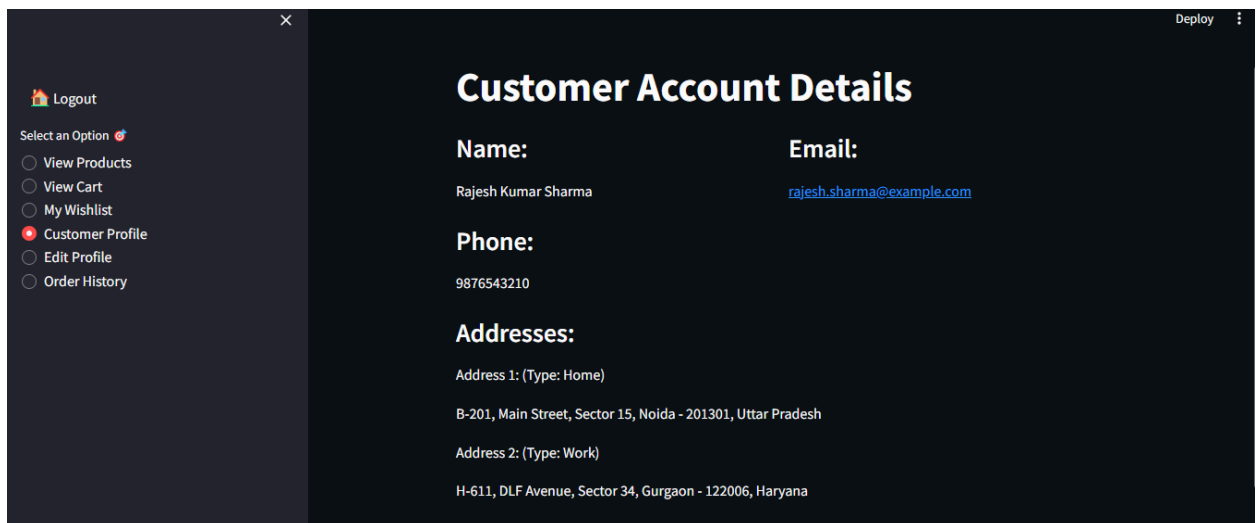 Deploy
Logout
Select an Option
View Products
View Cart
My Wishlist
Customer Profile
Edit Profile
Order History
Customer Account Details
Name:
Rajesh Kumar Sharma
Email:
rajesh.sharma@example.com
Phone:
9876543210
Addresses:
Address 1: (Type: Home)
B-201, Main Street, Sector 15, Noida - 201301, Uttar Pradesh
Address 2: (Type: Work)
H-611, DLF Avenue, Sector 34, Gurgaon - 122006, Haryana